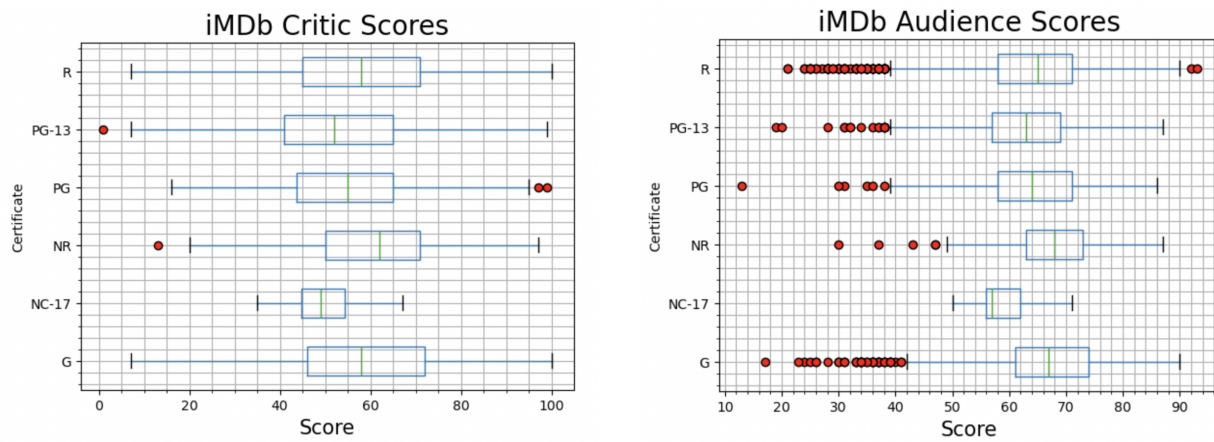 iMDb Critic Scores
Certificate
R
PG-13
PG
NR
NC-17
G
0 20 40 60 80 100
Score
iMDb Audience Scores
Certificate
R
PG-13
PG
NR
NC-17
G
10 20 30 40 50 60 70 80 90
Score